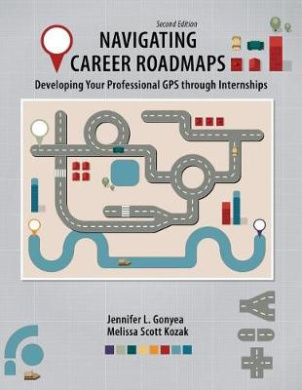 Second Edition
NAVIGATING
CAREER ROADMAPS
Developing Your Professional GPS through Internships
Jennifer L. Gonyea
Melissa Scott Kozak